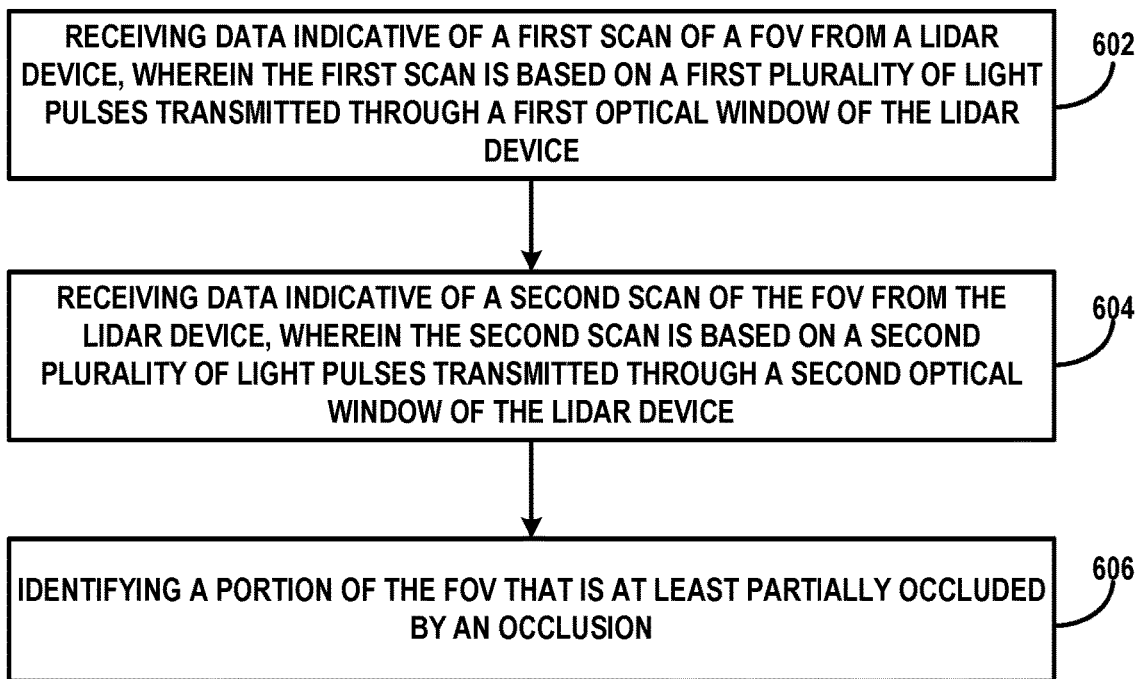 RECEIVING DATA INDICATIVE OF A FIRST SCAN OF A FOV FROM A LIDAR
DEVICE, WHEREIN THE FIRST SCAN IS BASED ON A FIRST PLURALITY OF LIGHT
PULSES TRANSMITTED THROUGH A FIRST OPTICAL WINDOW OF THE LIDAR
DEVICE
602
RECEIVING DATA INDICATIVE OF A SECOND SCAN OF THE FOV FROM THE
LIDAR DEVICE, WHEREIN THE SECOND SCAN IS BASED ON A SECOND
PLURALITY OF LIGHT PULSES TRANSMITTED THROUGH A SECOND OPTICAL
WINDOW OF THE LIDAR DEVICE
604
IDENTIFYING A PORTION OF THE FOV THAT IS AT LEAST PARTIALLY OCCLUDED
BY AN OCCLUSION
606